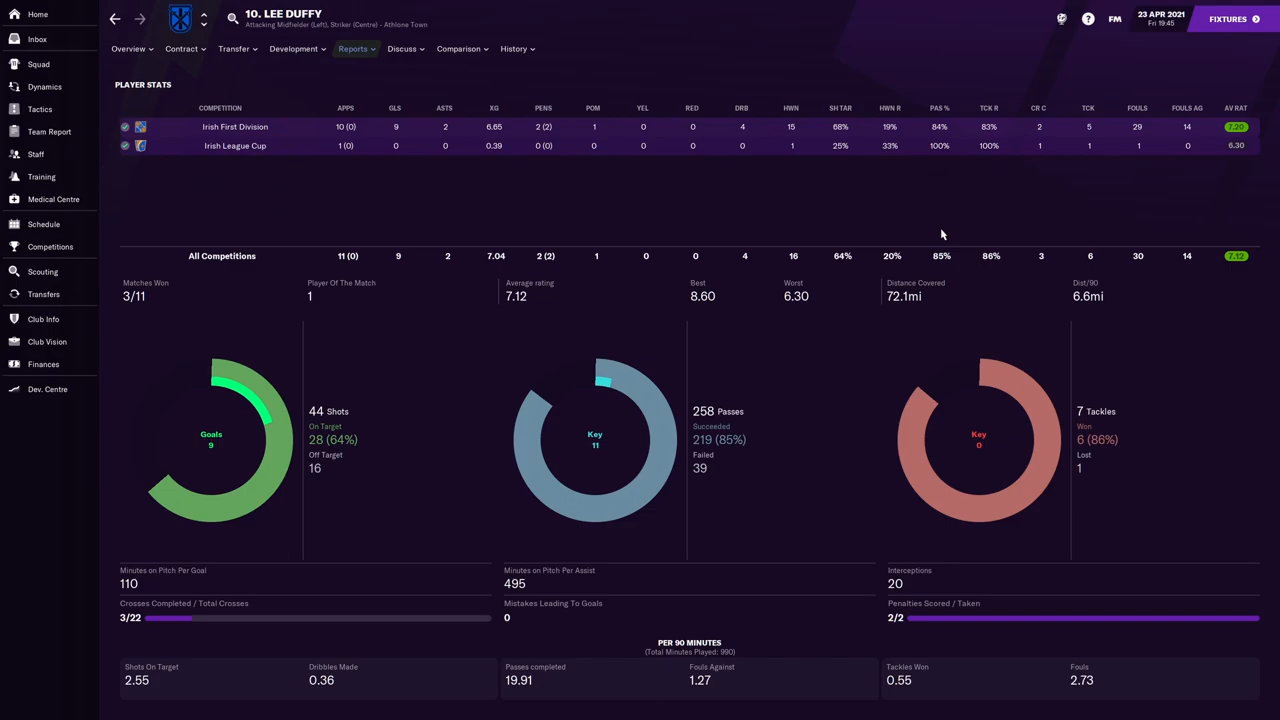 Home
Inbox
Squad
Dynamics
Tactics
Team Report
Staff
Training
Medical Centre
Schedule
Competitions
Scouting
Transfers
Club Info
Club Vision
Finances
Dev. Centre
10. LEE DUFFY
Attacking Midfielder (Left), Striker (Centre) - Athlone Town
? FM 23 APR 2021
Fri 19:45
FIXTURES
Overview Contract Transfer Development Reports Discuss Comparison History
PLAYER STATS
COMPETITION APPS GLS ASTS XG PENS POM YEL RED DRB HWN SH TAR HWN R PAS % TCK R CR C TCK FOULS FOULS AG AV RAT
Irish First Division 10 (0) 9 2 6.65 2 (2) 1 0 0 4 15 68% 19% 84% 83% 2 5 29 14 7.20
Irish League Cup 1 (0) 0 0 0.39 0 (0) 0 0 0 0 1 25% 33% 100% 100% 1 1 1 0 6.30
All Competitions 11 (0) 9 2 7.04 2 (2) 1 0 0 4 16 64% 20% 85% 86% 3 6 30 14 7.12
Matches Won Player Of The Match Average rating Best Worst Distance Covered Dist/90
3/11 1 7.12 8.60 6.30 72.1mi 6.6mi
Goals
9
44 Shots
On Target
28 (64%)
Off Target
16
Key
11
258 Passes
Succeeded
219 (85%)
Failed
39
Key
0
7 Tackles
Won
6 (86%)
Lost
1
Minutes on Pitch Per Goal Minutes on Pitch Per Assist Interceptions
110 495 20
Crosses Completed / Total Crosses Mistakes Leading To Goals Penalties Scored / Taken
3/22 0 2/2
PER 90 MINUTES
(Total Minutes Played: 990)
Shots On Target Dribbles Made Passes completed Fouls Against Tackles Won Fouls
2.55 0.36 19.91 1.27 0.55 2.73